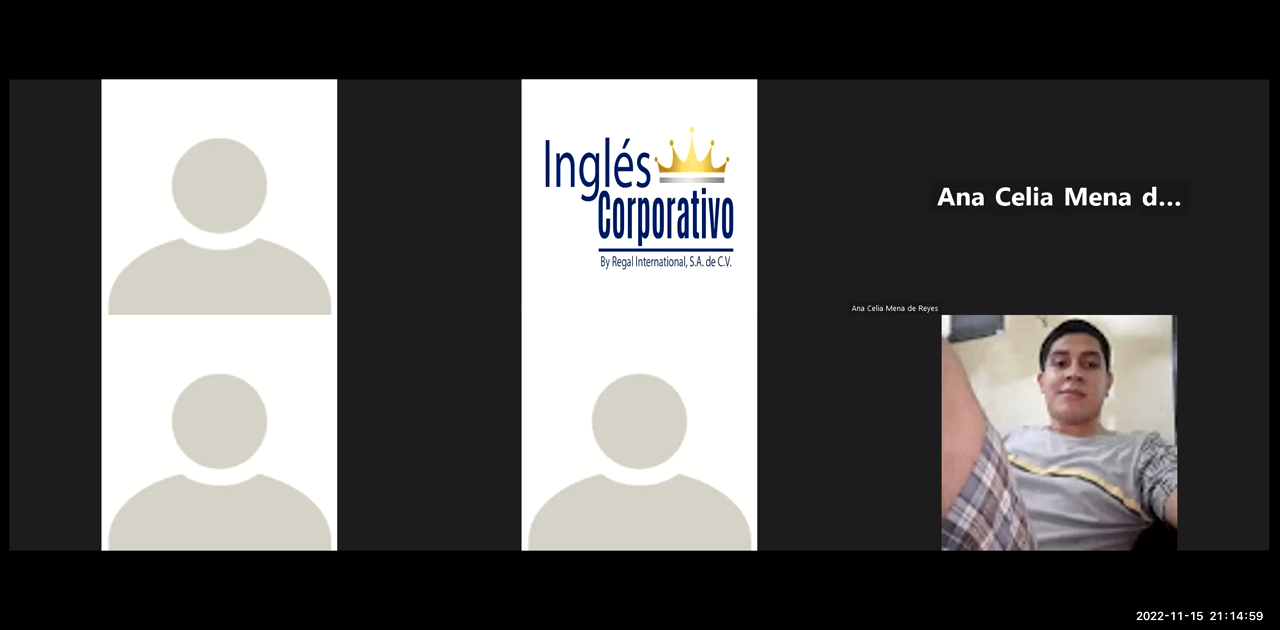 Inglés
Corporativo
By Regal International, S.A. de C.V.
Ana Celia Mena d...
Ana Celia Mena de Reyes
2022-11-15 21:14:59